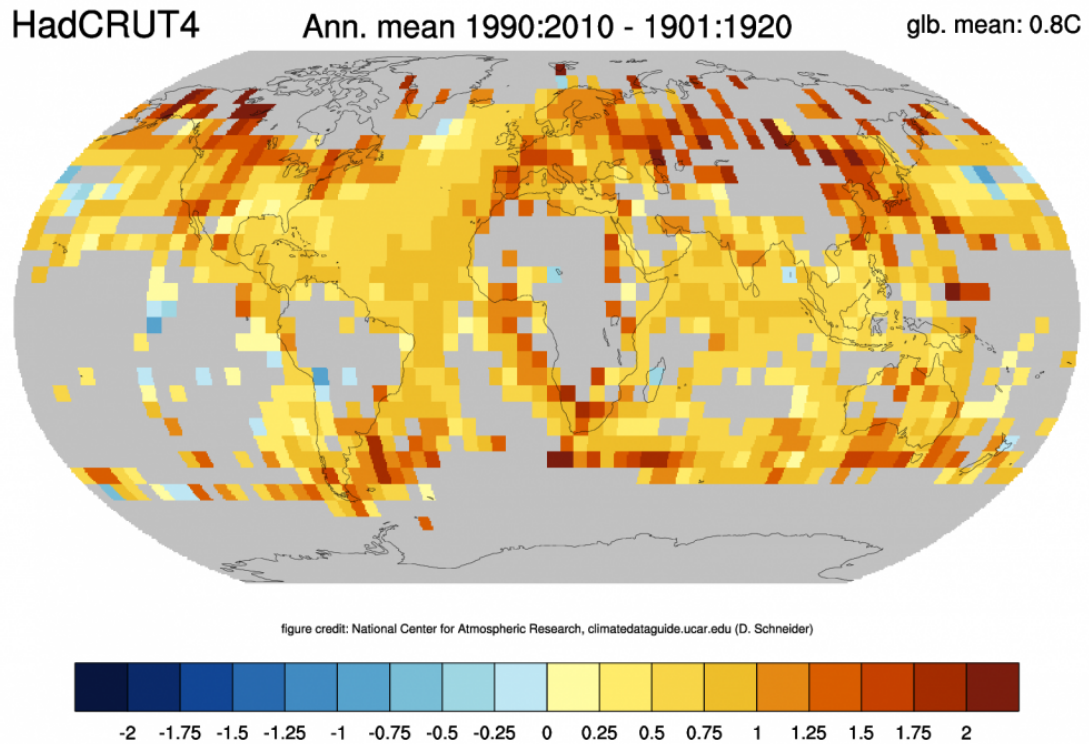 HadCRUT4 Ann. mean 1990:2010 - 1901:1920 glb. mean: 0.8C
figure credit: National Center for Atmospheric Research, climatedataguide.ucar.edu (D. Schneider)
-2 -1.75 -1.5 -1.25 -1 -0.75 -0.5 -0.25 0 0.25 0.5 0.75 1 1.25 1.5 1.75 2